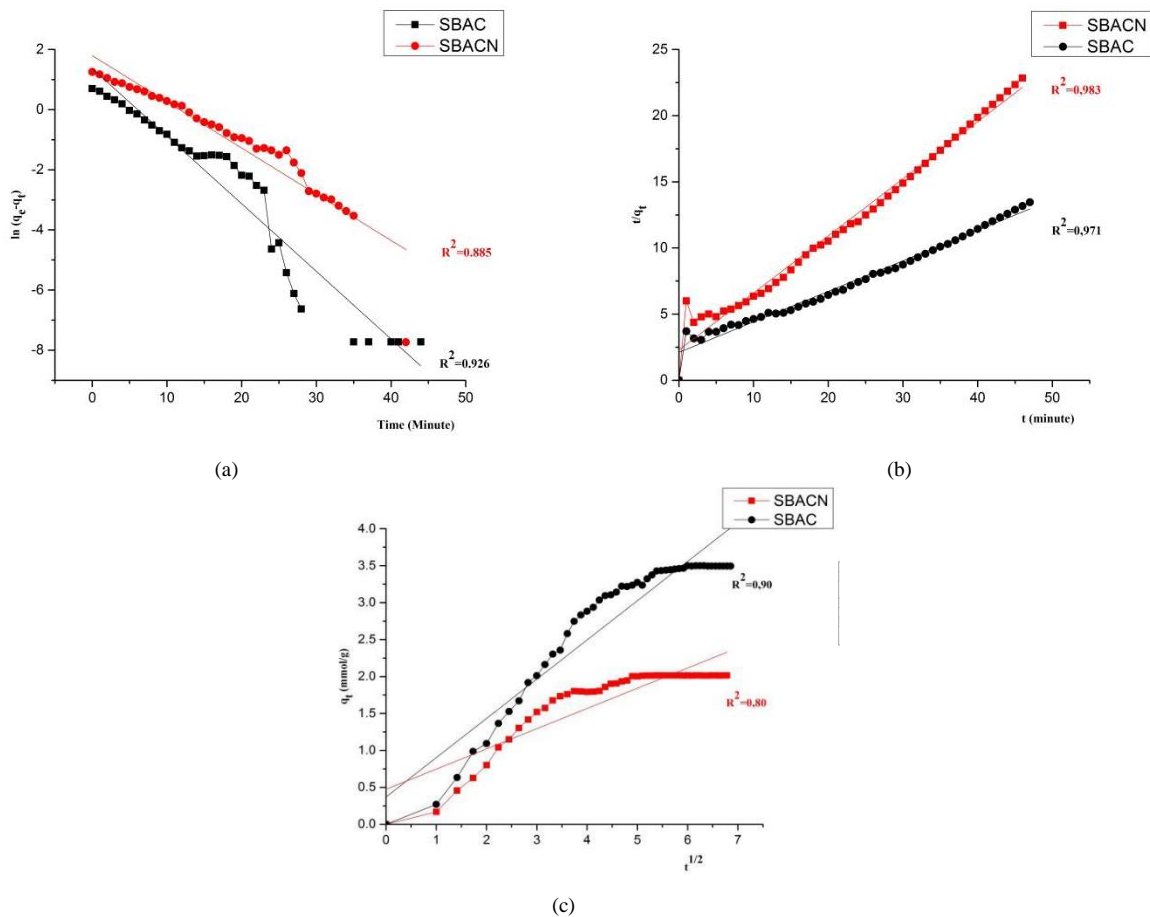 SBAC
SBACN
2
0
-2
-4
-6
-8
ln (qe-qt)
R2=0.885
R2=0.926
0
10
20
30
40
50
Time (Minute)
(a)
SBACN
SBAC
25
20
15
10
5
0
t/qt
R2=0,983
R2=0,971
0
10
20
30
40
50
t (minute)
(b)
SBACN
SBAC
4.0
3.5
3.0
2.5
2.0
1.5
1.0
0.5
0.0
qt (mmol/g)
R2=0,90
R2=0,80
0
1
2
3
4
5
6
7
t1/2
(c)